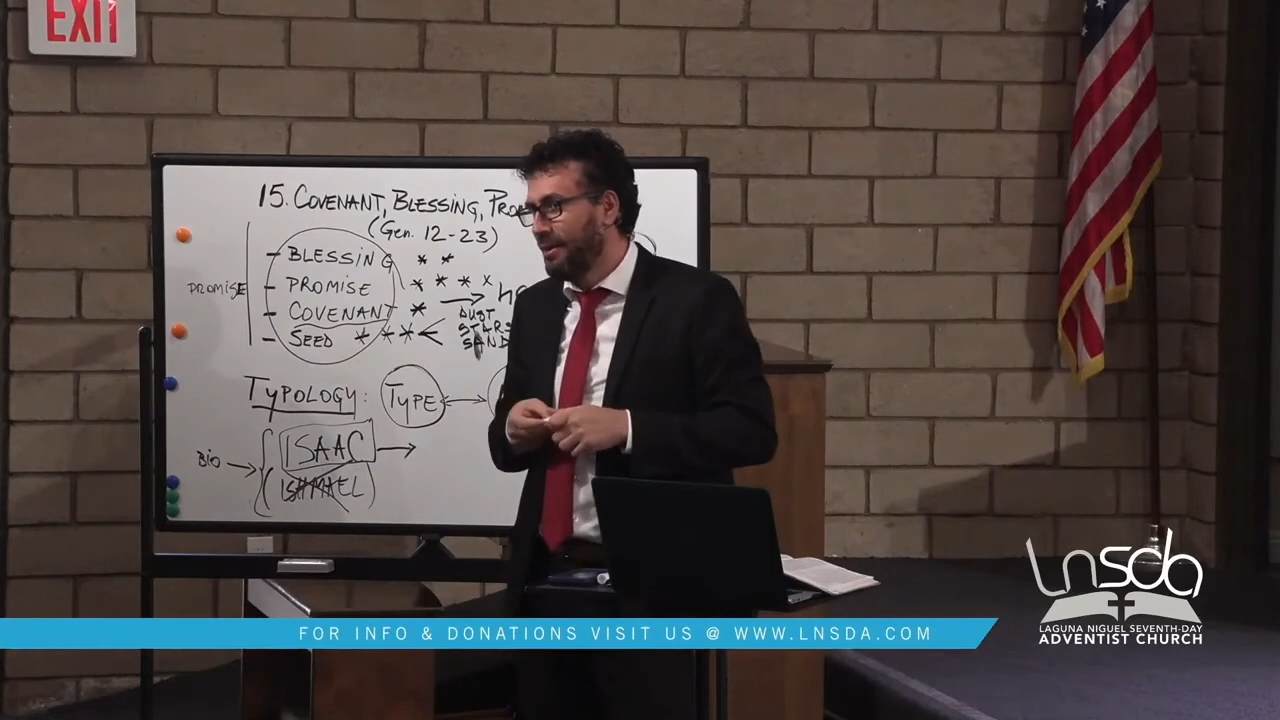 EXIT
15. COVENANT, BLESSING,
(Gen. 12-23)
PROMISE
- BLESSING * *
- PROMISE * * * x
- COVENANT *
- SEED * * * <
DUST
STARS
SAND
TYPOLOGY: TYPE
BIO
ISAAC
ISHMAEL
LNSDA
LAGUNA NIGUEL SEVENTH-DAY
ADVENTIST CHURCH
FOR INFO & DONATIONS VISIT US @ WWW.LNSDA.COM